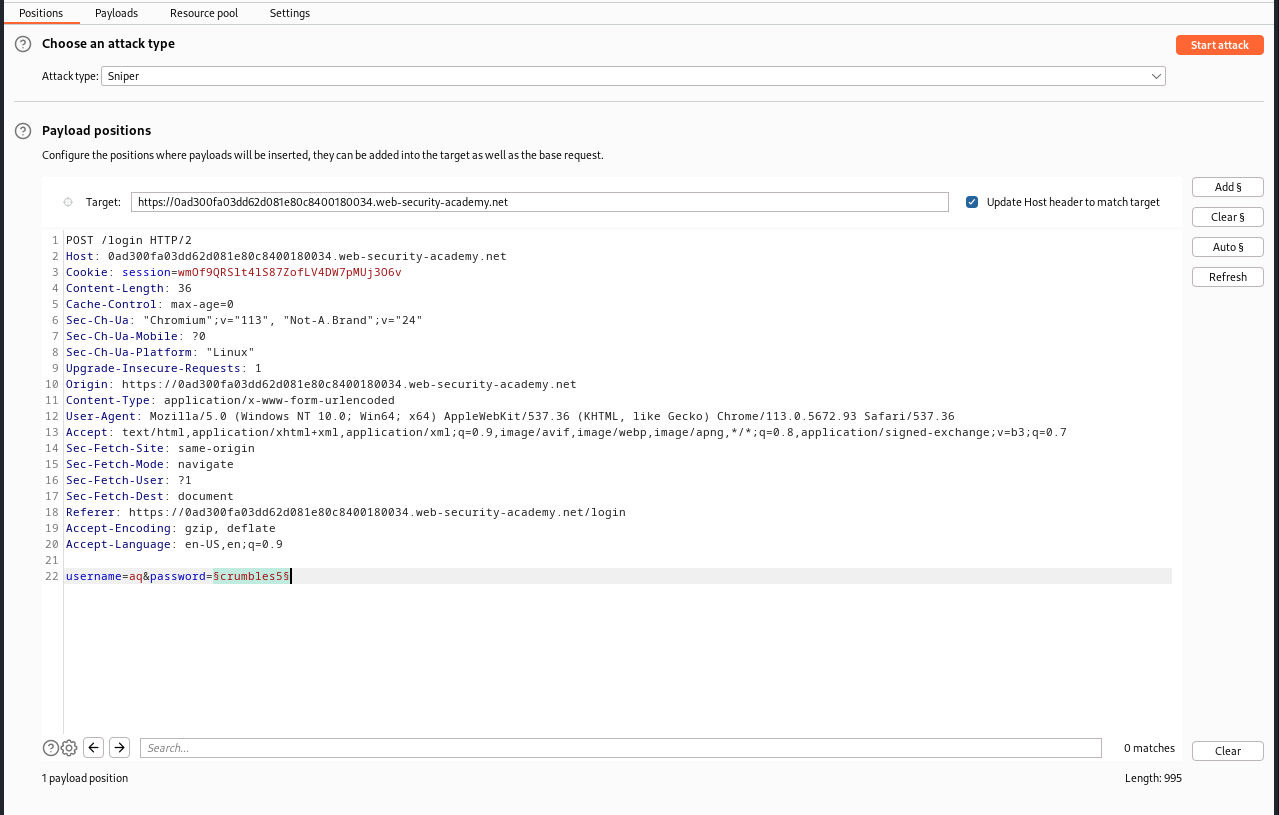 Positions Payloads Resource pool Settings
? Choose an attack type Start attack
Attack type: Sniper
? Payload positions
Configure the positions where payloads will be inserted, they can be added into the target as well as the base request.
Target: https://0ad300fa03dd62d081e80c8400180034.web-security-academy.net Update Host header to match target
Add §
Clear §
Auto §
Refresh
1 POST /login HTTP/2
2 Host: 0ad300fa03dd62d081e80c8400180034.web-security-academy.net
3 Cookie: session=wmOf9QRSlt4lS87ZofLV4DW7pMUj3O6v
4 Content-Length: 36
5 Cache-Control: max-age=0
6 Sec-Ch-Ua: "Chromium";v="113", "Not-A.Brand";v="24"
7 Sec-Ch-Ua-Mobile: ?0
8 Sec-Ch-Ua-Platform: "Linux"
9 Upgrade-Insecure-Requests: 1
10 Origin: https://0ad300fa03dd62d081e80c8400180034.web-security-academy.net
11 Content-Type: application/x-www-form-urlencoded
12 User-Agent: Mozilla/5.0 (Windows NT 10.0; Win64; x64) AppleWebKit/537.36 (KHTML, like Gecko) Chrome/113.0.5672.93 Safari/537.36
13 Accept: text/html,application/xhtml+xml,application/xml;q=0.9,image/avif,image/webp,image/apng,*/*;q=0.8,application/signed-exchange;v=b3;q=0.7
14 Sec-Fetch-Site: same-origin
15 Sec-Fetch-Mode: navigate
16 Sec-Fetch-User: ?1
17 Sec-Fetch-Dest: document
18 Referer: https://0ad300fa03dd62d081e80c8400180034.web-security-academy.net/login
19 Accept-Encoding: gzip, deflate
20 Accept-Language: en-US,en;q=0.9
21
22 username=aq&password=§crumbles5§
? Search... 0 matches Clear
1 payload position Length: 995